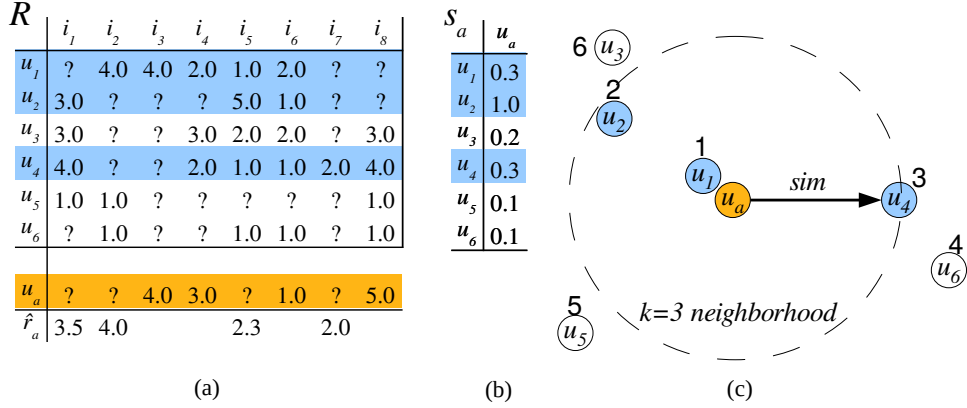 R i1 i2 i3 i4 i5 i6 i7 i8
u1 ? 4.0 4.0 2.0 1.0 2.0 ? ?
u2 3.0 ? ? ? 5.0 1.0 ? ?
u3 3.0 ? ? 3.0 2.0 2.0 ? 3.0
u4 4.0 ? ? 2.0 1.0 1.0 2.0 4.0
u5 1.0 1.0 ? ? ? ? ? 1.0
u6 ? 1.0 ? ? 1.0 1.0 ? 1.0
ua ? ? 4.0 3.0 ? 1.0 ? 5.0
r̂a 3.5 4.0 2.3 2.0
(a)
sa ua
u1 0.3
u2 1.0
u3 0.2
u4 0.3
u5 0.1
u6 0.1
(b)
6 u3
2
u2
1
u1
ua
sim
3
u4
4
u6
5
u5
k=3 neighborhood
(c)